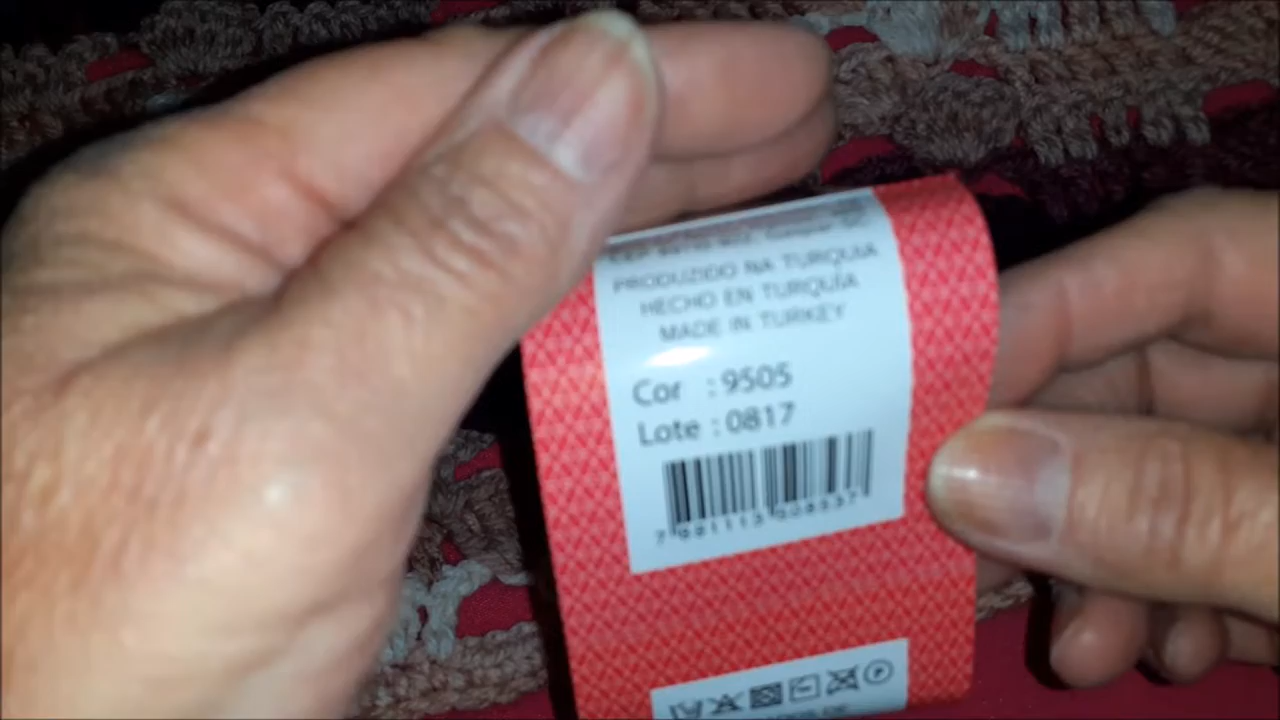 PRODUZIDO NA TURQUIA
HECHO EN TURQUÍA
MADE IN TURKEY
Cor : 9505
Lote : 0817